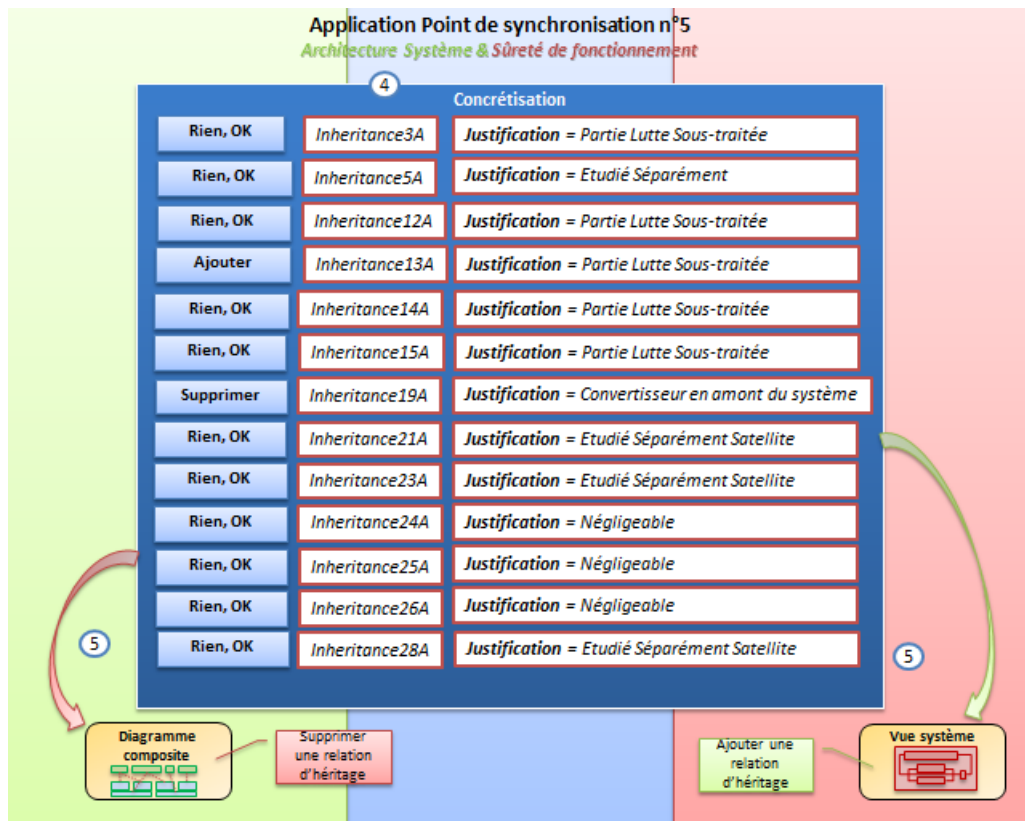 Application Point de synchronisation n°5
Architecture Système & Sûreté de fonctionnement
4
Concrétisation
Rien, OK Inheritance3A Justification = Partie Lutte Sous-traitée
Rien, OK Inheritance5A Justification = Etudié Séparément
Rien, OK Inheritance12A Justification = Partie Lutte Sous-traitée
Ajouter Inheritance13A Justification = Partie Lutte Sous-traitée
Rien, OK Inheritance14A Justification = Partie Lutte Sous-traitée
Rien, OK Inheritance15A Justification = Partie Lutte Sous-traitée
Supprimer Inheritance19A Justification = Convertisseur en amont du système
Rien, OK Inheritance21A Justification = Etudié Séparément Satellite
Rien, OK Inheritance23A Justification = Etudié Séparément Satellite
Rien, OK Inheritance24A Justification = Négligeable
Rien, OK Inheritance25A Justification = Négligeable
Rien, OK Inheritance26A Justification = Négligeable
Rien, OK Inheritance28A Justification = Etudié Séparément Satellite
5
5
Diagramme
composite
Supprimer
une relation
d'héritage
Ajouter une
relation
d'héritage
Vue système